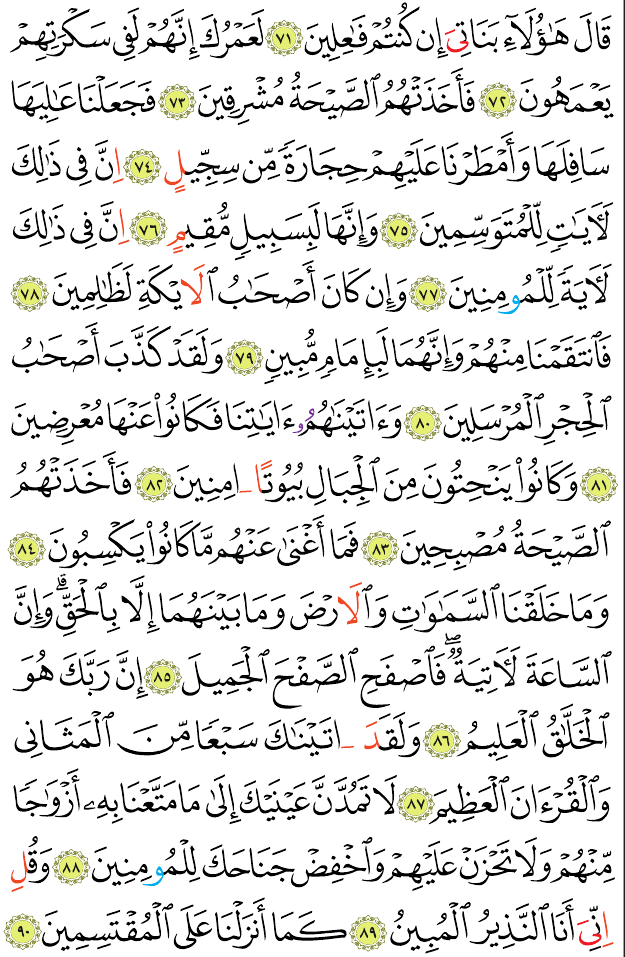 قَالَ هَٰٓؤُلَآءِ بَنَاتِيَ إِن كُنتُمْ فَٰعِلِينَ ٧١ لَعَمْرُكَ إِنَّهُمْ لَفِى سَكْرَتِهِمْ
يَعْمَهُونَ ٧٢ فَأَخَذَتْهُمُ ٱلصَّيْحَةُ مُشْرِقِينَ ٧٣ فَجَعَلْنَا عَٰلِيَهَا
سَافِلَهَا وَأَمْطَرْنَا عَلَيْهِمْ حِجَارَةً مِّن سِجِّيلٍ ٧٤ اِنَّ فِى ذَٰلِكَ
لَأٓيَٰتٍ لِّلْمُتَوَسِّمِينَ ٧٥ وَإِنَّهَا لَبِسَبِيلٍ مُّقِيمٍ ٧٦ اِنَّ فِى ذَٰلِكَ
لَأٓيَةً لِّلْمُومِنِينَ ٧٧ وَإِن كَانَ أَصْحَٰبُ ٱلَايْكَةِ لَظَٰلِمِينَ ٧٨
فَٱنتَقَمْنَا مِنْهُمْ وَإِنَّهُمَا لَبِإِمَامٍ مُّبِينٍ ٧٩ وَلَقَدْ كَذَّبَ أَصْحَٰبُ
ٱلْحِجْرِ ٱلْمُرْسَلِينَ ٨٠ وَءَاتَيْنَٰهُمُۥٓ ءَايَٰتِنَا فَكَانُوا۟ عَنْهَا مُعْرِضِينَ
٨١ وَكَانُوا۟ يَنْحِتُونَ مِنَ ٱلْجِبَالِ بُيُوتًا ـ امِنِينَ ٨٢ فَأَخَذَتْهُمُ
ٱلصَّيْحَةُ مُصْبِحِينَ ٨٣ فَمَآ أَغْنَىٰ عَنْهُم مَّا كَانُوا۟ يَكْسِبُونَ ٨٤
وَمَا خَلَقْنَا ٱلسَّمَٰوَٰتِ وَٱلَارْضَ وَمَا بَيْنَهُمَآ إِلَّا بِٱلْحَقِّ ۗ وَإِنَّ
ٱلسَّاعَةَ لَأٓتِيَةٌ ۖ فَٱصْفَحِ ٱلصَّفْحَ ٱلْجَمِيلَ ٨٥ إِنَّ رَبَّكَ هُوَ
ٱلْخَلَّٰقُ ٱلْعَلِيمُ ٨٦ وَلَقَدَ ـ اتَيْنَٰكَ سَبْعًا مِّنَ ٱلْمَثَانِى
وَٱلْقُرْءَانَ ٱلْعَظِيمَ ٨٧ لَا تَمُدَّنَّ عَيْنَيْكَ إِلَىٰ مَا مَتَّعْنَا بِهِۦٓ أَزْوَٰجًا
مِّنْهُمْ وَلَا تَحْزَنْ عَلَيْهِمْ وَٱخْفِضْ جَنَاحَكَ لِلْمُومِنِينَ ٨٨ وَقُلِ
اِنِّيَ أَنَا ٱلنَّذِيرُ ٱلْمُبِينُ ٨٩ كَمَآ أَنزَلْنَا عَلَى ٱلْمُقْتَسِمِينَ ٩٠